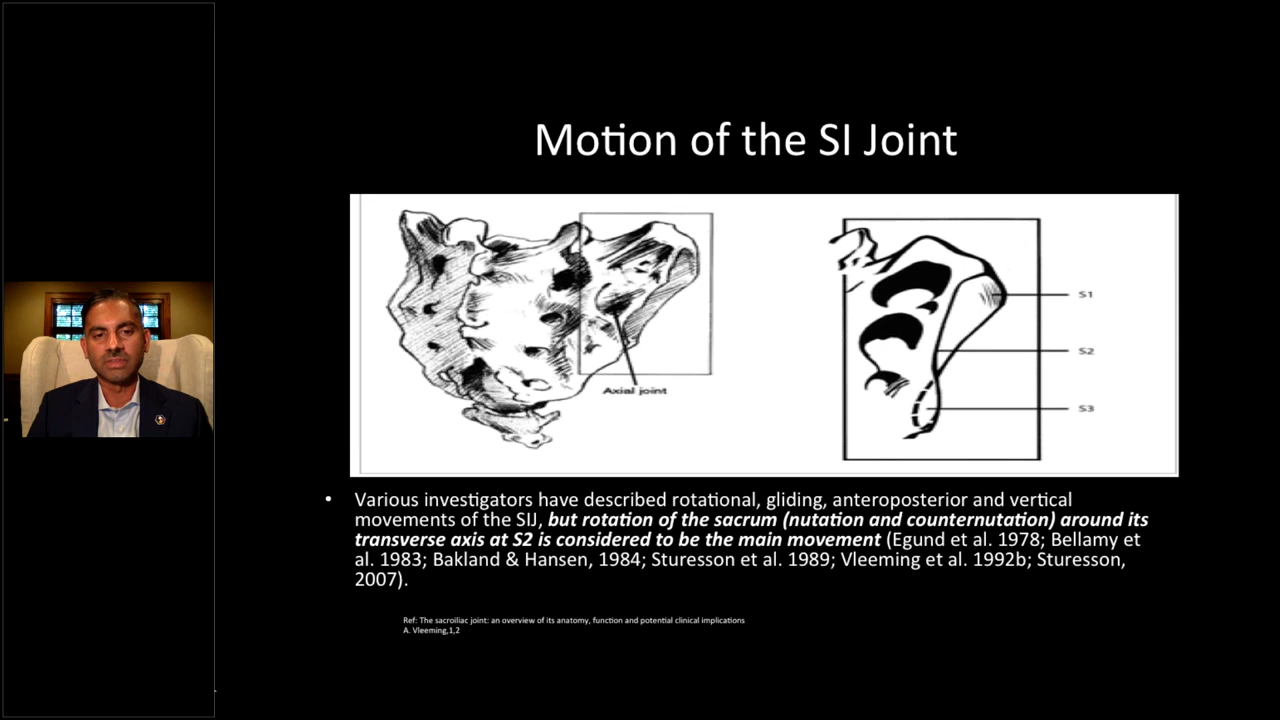 Motion of the SI Joint
Axial joint
S1
S2
S3
• Various investigators have described rotational, gliding, anteroposterior and vertical
movements of the SIJ, but rotation of the sacrum (nutation and counternutation) around its
transverse axis at S2 is considered to be the main movement (Egund et al. 1978; Bellamy et
al. 1983; Bakland & Hansen, 1984; Sturesson et al. 1989; Vleeming et al. 1992b; Sturesson,
2007).
Ref: The sacroiliac joint: an overview of its anatomy, function and potential clinical implications
A. Vleeming,1,2